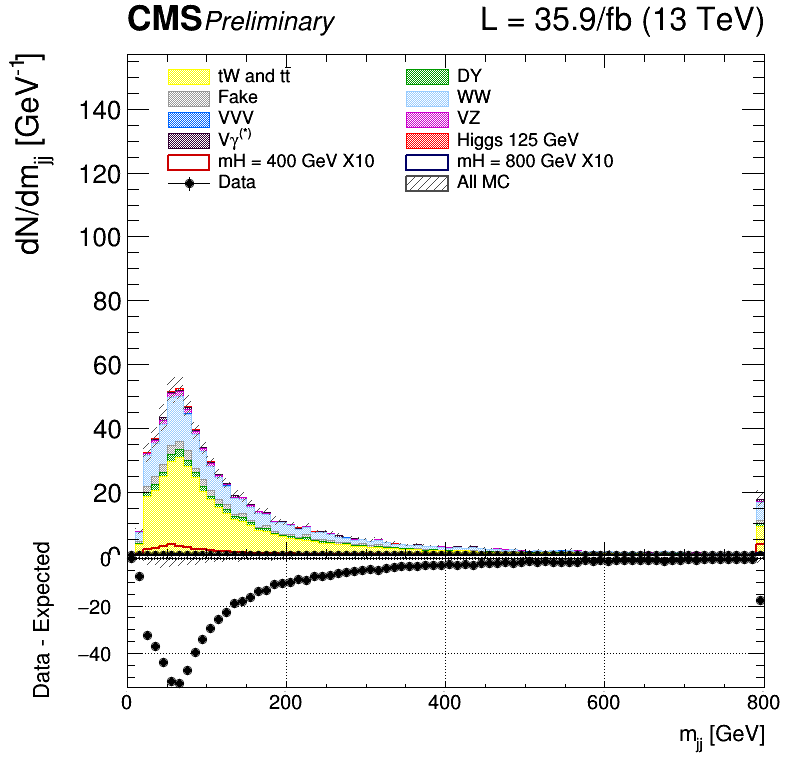 CMS Preliminary L = 35.9/fb (13 TeV)
dN/dm_jj [GeV^-1]
tW and tt̄ DY
Fake WW
VVV VZ
Vγ^(*) Higgs 125 GeV
mH = 400 GeV X10 mH = 800 GeV X10
Data All MC
140
120
100
80
60
40
20
0
Data - Expected
0
−20
−40
0 200 400 600 800
m_jj [GeV]